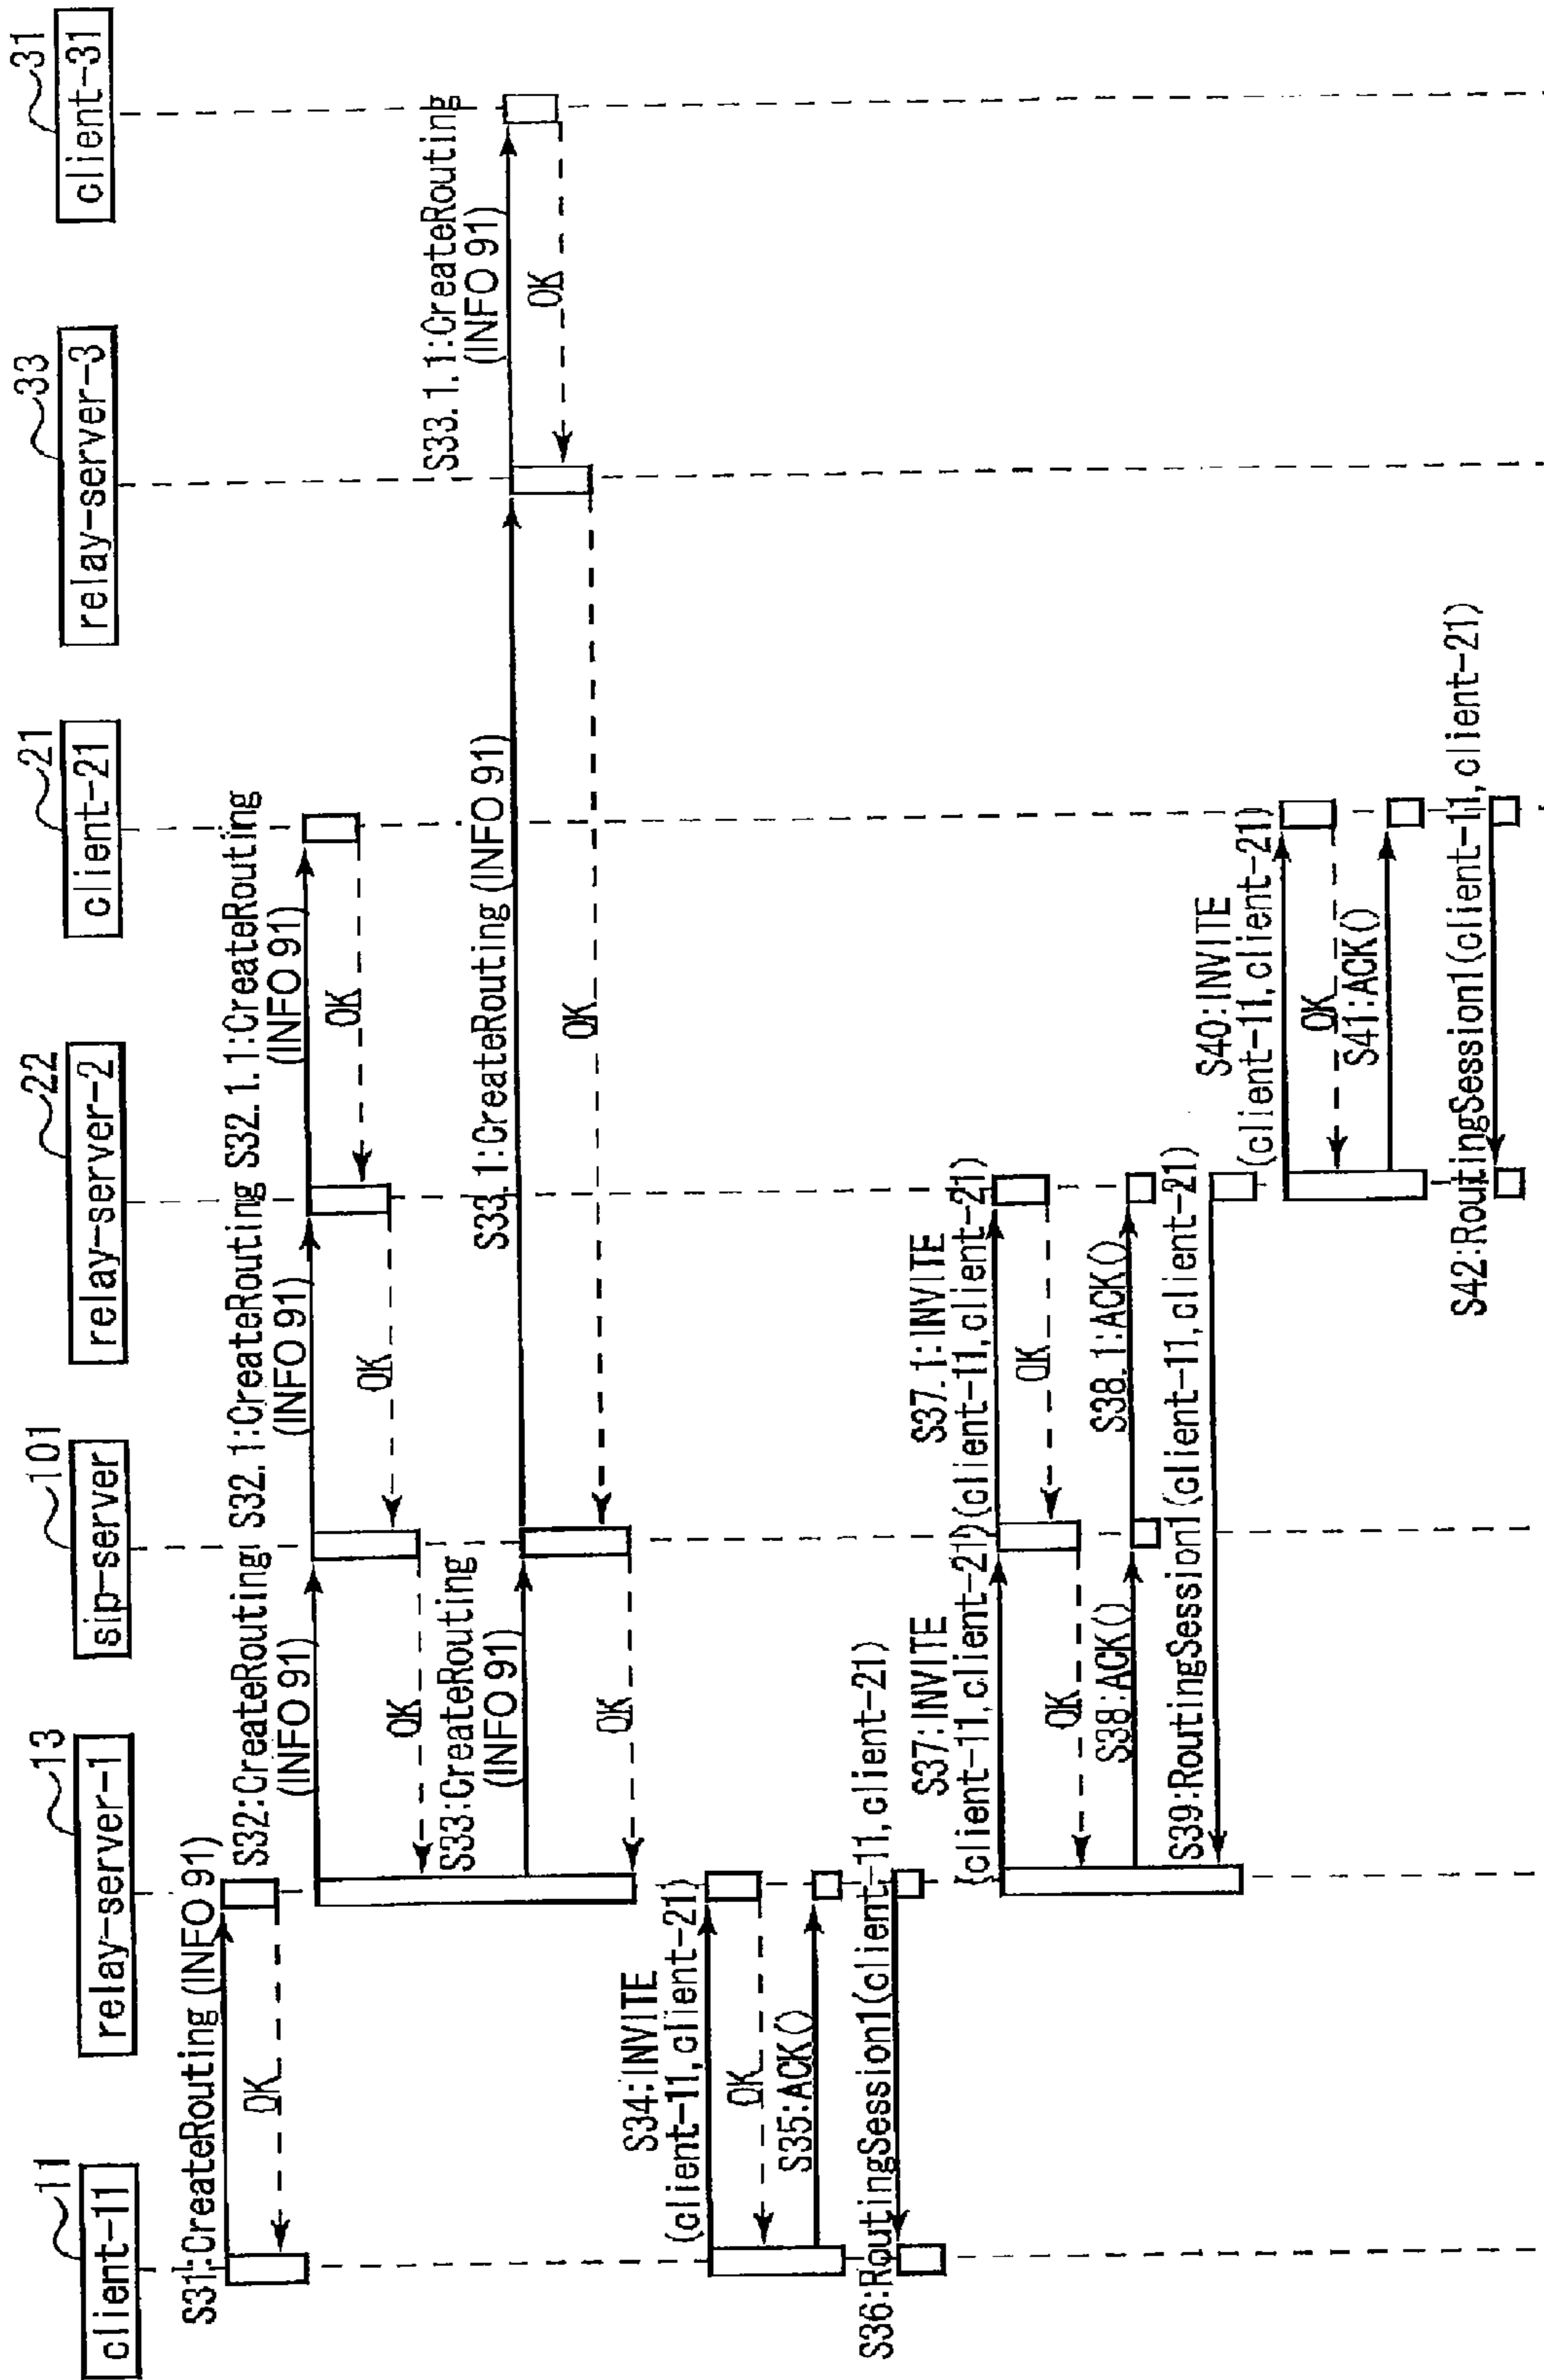 11
client-11
13
relay-server-1
101
sip-server
22
relay-server-2
21
client-21
33
relay-server-3
31
client-31
S31:CreateRouting (INFO 91)
OK
S32:CreateRouting
(INFO 91)
S32.1:CreateRouting
(INFO 91)
S32.1.1:CreateRouting
(INFO 91)
OK
OK
OK
S33:CreateRouting
(INFO 91)
S33.1:CreateRouting (INFO 91)
S33.1.1:CreateRouting
(INFO 91)
OK
OK
OK
S34:INVITE
(client-11,client-21)
OK
S35:ACK()
S36:RoutingSession1(client-11,client-21)
S37:INVITE
(client-11,client-21)
S37.1:INVITE
(client-11,client-21)
OK
OK
S38:ACK()
S38.1:ACK()
S39:RoutingSession1(client-11,client-21)
S40:INVITE
(client-11,client-21)
OK
S41:ACK()
S42:RoutingSession1(client-11,client-21)